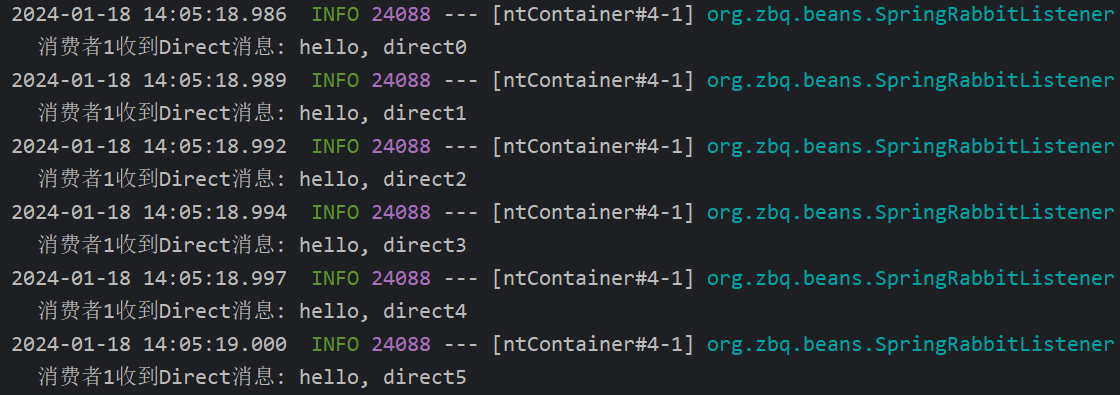 2024-01-18 14:05:18.986  INFO 24088 --- [ntContainer#4-1] org.zbq.beans.SpringRabbitListener
消费者1收到Direct消息: hello, direct0
2024-01-18 14:05:18.989  INFO 24088 --- [ntContainer#4-1] org.zbq.beans.SpringRabbitListener
消费者1收到Direct消息: hello, direct1
2024-01-18 14:05:18.992  INFO 24088 --- [ntContainer#4-1] org.zbq.beans.SpringRabbitListener
消费者1收到Direct消息: hello, direct2
2024-01-18 14:05:18.994  INFO 24088 --- [ntContainer#4-1] org.zbq.beans.SpringRabbitListener
消费者1收到Direct消息: hello, direct3
2024-01-18 14:05:18.997  INFO 24088 --- [ntContainer#4-1] org.zbq.beans.SpringRabbitListener
消费者1收到Direct消息: hello, direct4
2024-01-18 14:05:19.000  INFO 24088 --- [ntContainer#4-1] org.zbq.beans.SpringRabbitListener
消费者1收到Direct消息: hello, direct5